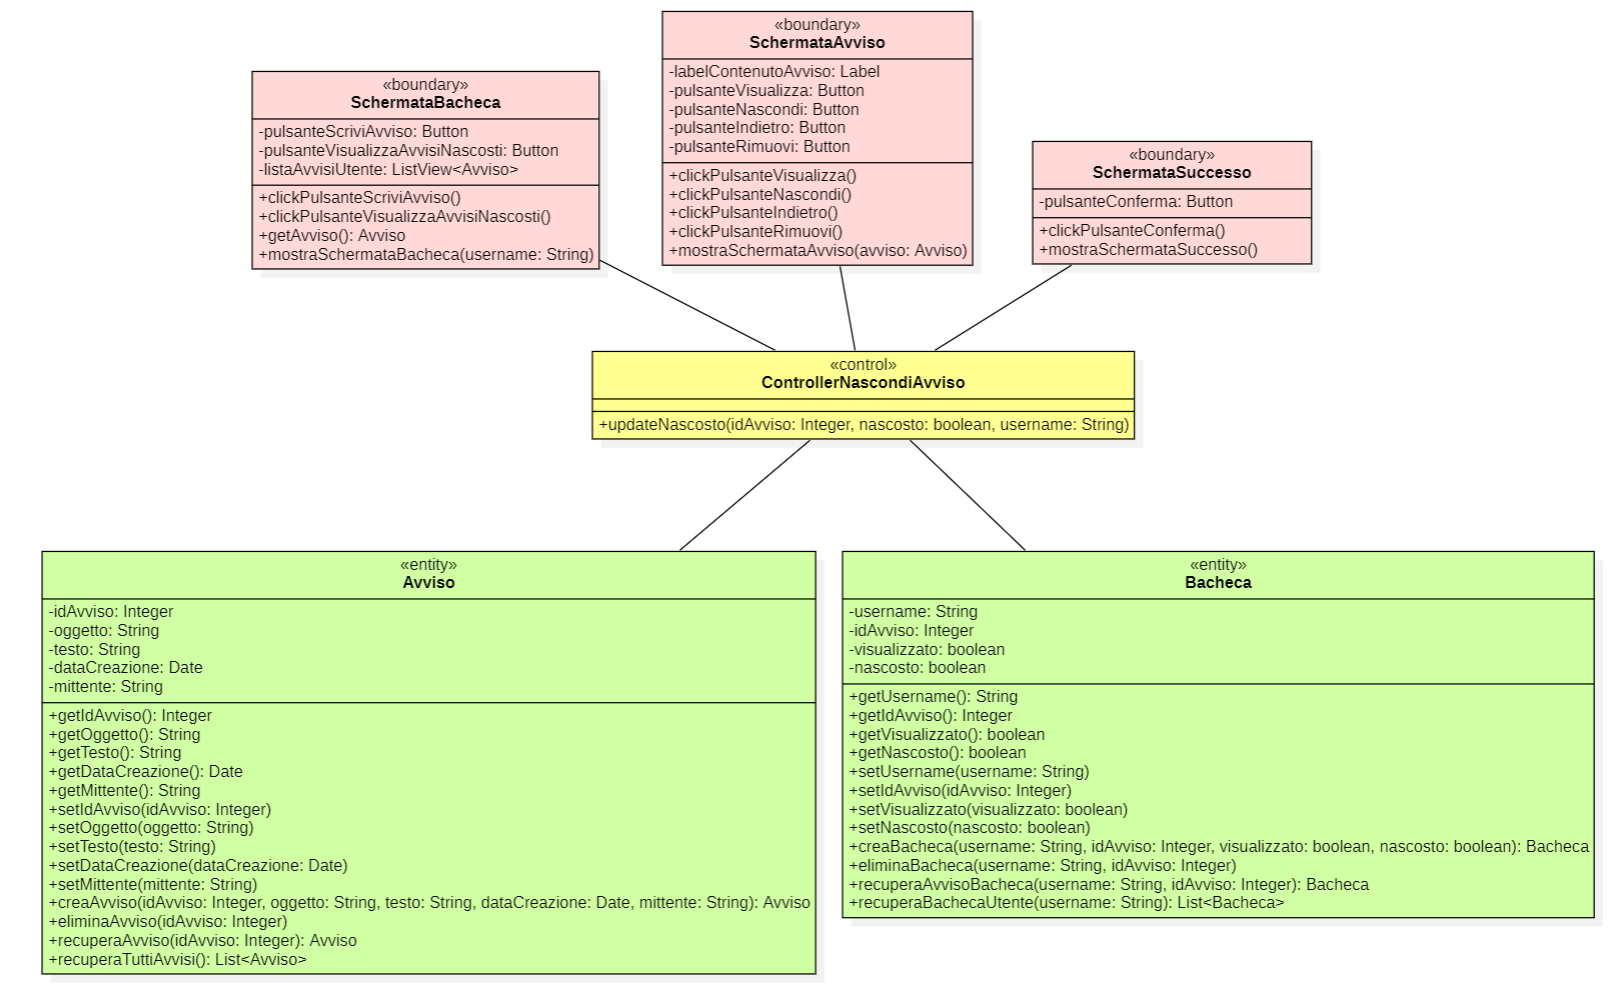 «boundary»
SchermataBacheca
-pulsanteScriviAvviso: Button
-pulsanteVisualizzaAvvisiNascosti: Button
-listaAvvisiUtente: ListView<Avviso>
+clickPulsanteScriviAvviso()
+clickPulsanteVisualizzaAvvisiNascosti()
+getAvviso(): Avviso
+mostraSchermataBacheca(username: String)
«boundary»
SchermataAvviso
-labelContenutoAvviso: Label
-pulsanteVisualizza: Button
-pulsanteNascondi: Button
-pulsanteIndietro: Button
-pulsanteRimuovi: Button
+clickPulsanteVisualizza()
+clickPulsanteNascondi()
+clickPulsanteIndietro()
+clickPulsanteRimuovi()
+mostraSchermataAvviso(avviso: Avviso)
«boundary»
SchermataSuccesso
-pulsanteConferma: Button
+clickPulsanteConferma()
+mostraSchermataSuccesso()
«control»
ControllerNascondiAvviso
+updateNascosto(idAvviso: Integer, nascosto: boolean, username: String)
«entity»
Avviso
-idAvviso: Integer
-oggetto: String
-testo: String
-dataCreazione: Date
-mittente: String
+getIdAvviso(): Integer
+getOggetto(): String
+getTesto(): String
+getDataCreazione(): Date
+getMittente(): String
+setIdAvviso(idAvviso: Integer)
+setOggetto(oggetto: String)
+setTesto(testo: String)
+setDataCreazione(dataCreazione: Date)
+setMittente(mittente: String)
+creaAvviso(idAvviso: Integer, oggetto: String, testo: String, dataCreazione: Date, mittente: String): Avviso
+eliminaAvviso(idAvviso: Integer)
+recuperaAvviso(idAvviso: Integer): Avviso
+recuperaTuttiAvvisi(): List<Avviso>
«entity»
Bacheca
-username: String
-idAvviso: Integer
-visualizzato: boolean
-nascosto: boolean
+getUsername(): String
+getIdAvviso(): Integer
+getVisualizzato(): boolean
+getNascosto(): boolean
+setUsername(username: String)
+setIdAvviso(idAvviso: Integer)
+setVisualizzato(visualizzato: boolean)
+setNascosto(nascosto: boolean)
+creaBacheca(username: String, idAvviso: Integer, visualizzato: boolean, nascosto: boolean): Bacheca
+eliminaBacheca(username: String, idAvviso: Integer)
+recuperaAvvisoBacheca(username: String, idAvviso: Integer): Bacheca
+recuperaBachecaUtente(username: String): List<Bacheca>